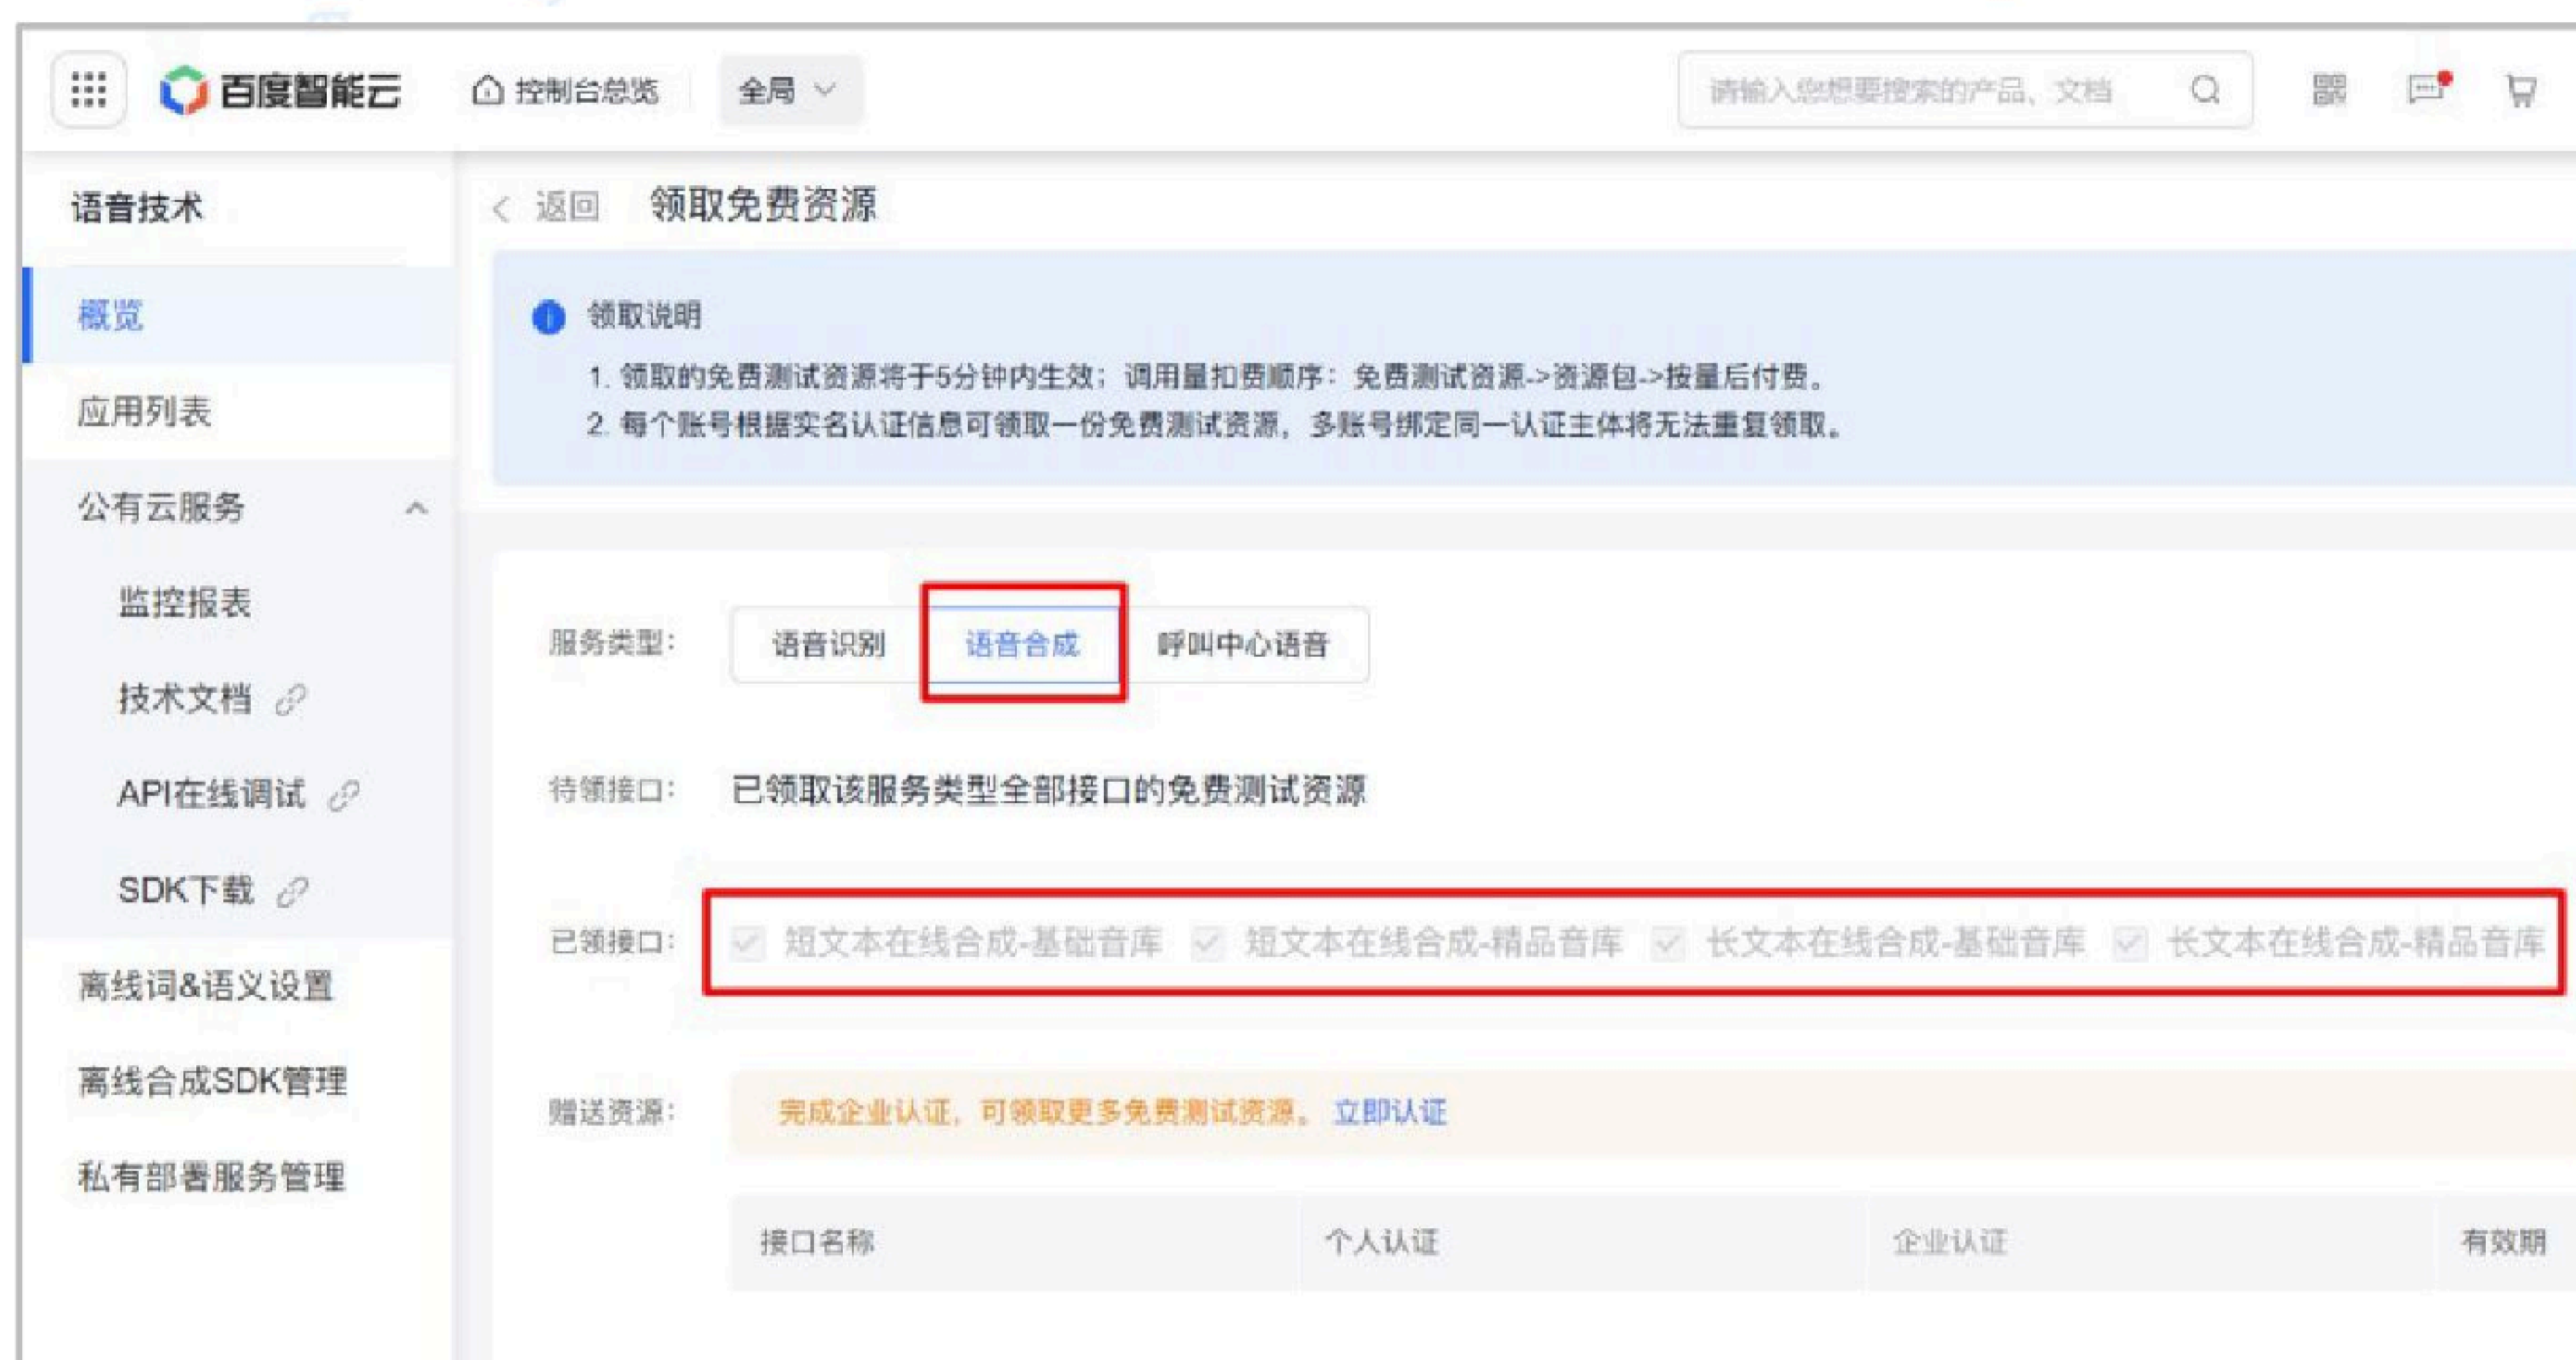 百度智能云 控制台总览 全局 请输入您想要搜索的产品、文档
语音技术
概览
应用列表
公有云服务
监控报表
技术文档
API在线调试
SDK下载
离线词&语义设置
离线合成SDK管理
私有部署服务管理
返回 领取免费资源
领取说明
1. 领取的免费测试资源将于5分钟内生效；调用量扣费顺序：免费测试资源->资源包->按量后付费。
2. 每个账号根据实名认证信息可领取一份免费测试资源，多账号绑定同一认证主体将无法重复领取。
服务类型： 语音识别 语音合成 呼叫中心语音
待领接口： 已领取该服务类型全部接口的免费测试资源
已领接口： 短文本在线合成-基础音库 短文本在线合成-精品音库 长文本在线合成-基础音库 长文本在线合成-精品音库
赠送资源： 完成企业认证，可领取更多免费测试资源。立即认证
接口名称 个人认证 企业认证 有效期